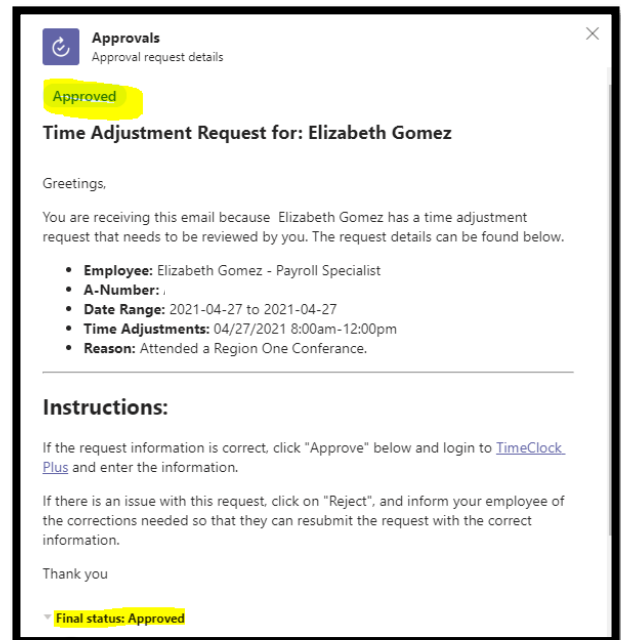 Approvals
Approval request details
Approved
Time Adjustment Request for: Elizabeth Gomez
Greetings,
You are receiving this email because  Elizabeth Gomez has a time adjustment
request that needs to be reviewed by you. The request details can be found below.
• Employee: Elizabeth Gomez - Payroll Specialist
• A-Number:
• Date Range: 2021-04-27 to 2021-04-27
• Time Adjustments: 04/27/2021 8:00am-12:00pm
• Reason: Attended a Region One Conferance.
Instructions:
If the request information is correct, click "Approve" below and login to TimeClock
Plus and enter the information.
If there is an issue with this request, click on "Reject", and inform your employee of
the corrections needed so that they can resubmit the request with the correct
information.
Thank you
Final status: Approved